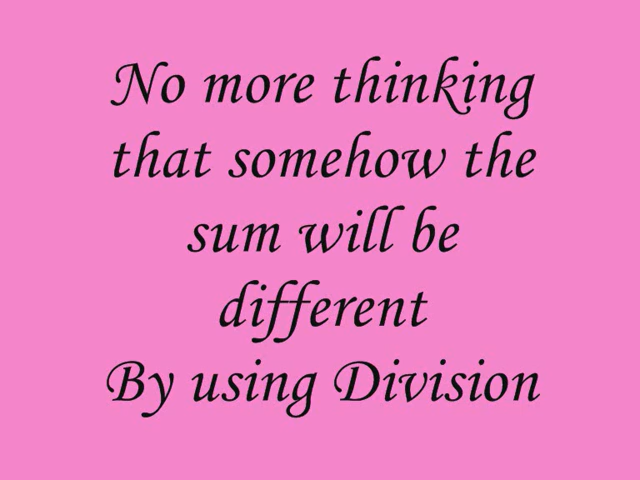 No more thinking
that somehow the
sum will be
different
By using Division